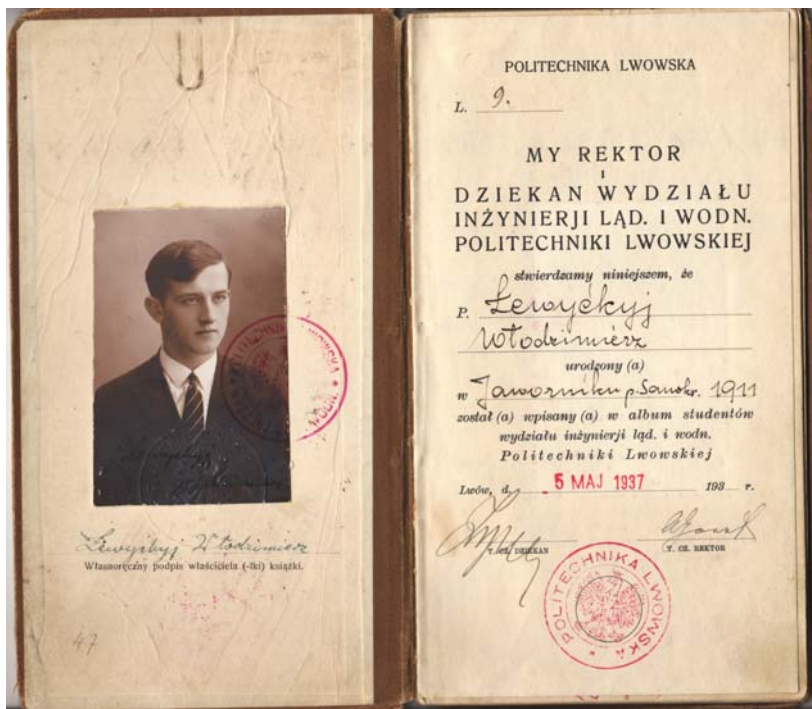 Łewyćkyj Włodzimierz
Własnoręczny podpis właściciela (-lki) książki.
47
POLITECHNIKA LWOWSKA
L. 9.
MY REKTOR
I
DZIEKAN WYDZIAŁU
INŻYNIERJI LĄD. I WODN.
POLITECHNIKI LWOWSKIEJ
stwierdzamy niniejszem, że
P. Łewyćkyj
Włodzimierz
urodzony (a)
w Jaworniku p. Sanok r. 1911
został (a) wpisany (a) w album studentów
wydziału inżynierji ląd. i wodn.
Politechniki Lwowskiej
Lwów, d. 5 MAJ 1937 193 r.
T. CZ. DZIEKAN
T. CZ. REKTOR
POLITECHNIKA LWOWSKA